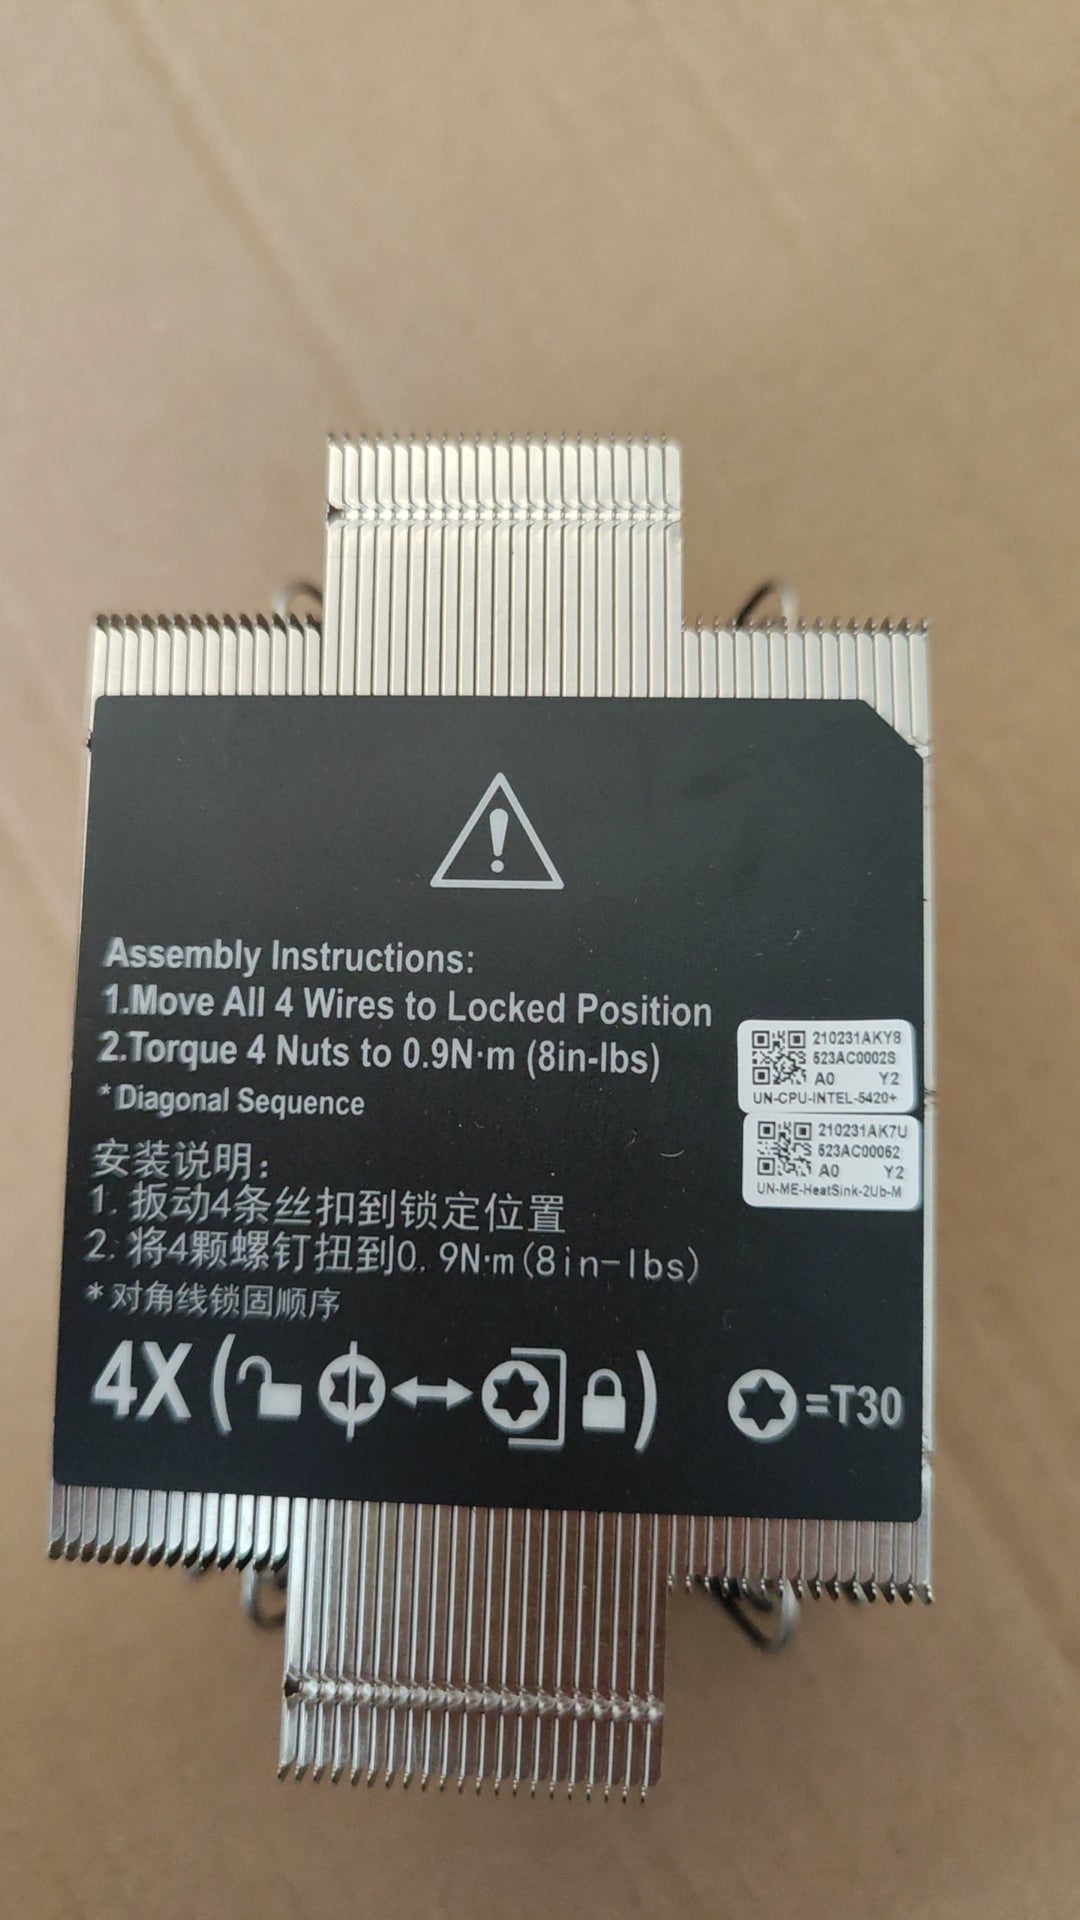 Assembly Instructions:
1.Move All 4 Wires to Locked Position
2.Torque 4 Nuts to 0.9N·m (8in-lbs)
* Diagonal Sequence
210231AKY8
523AC0002S
A0 Y2
UN-CPU-INTEL-5420+
210231AK7U
523AC00052
A0 Y2
UN-ME-HeatSink-2Ub-M
安装说明:
1. 扳动4条丝扣到锁定位置
2. 将4颗螺钉扭到0.9N·m(8in-lbs)
* 对角线锁固顺序
4X ( ↔ ) =T30